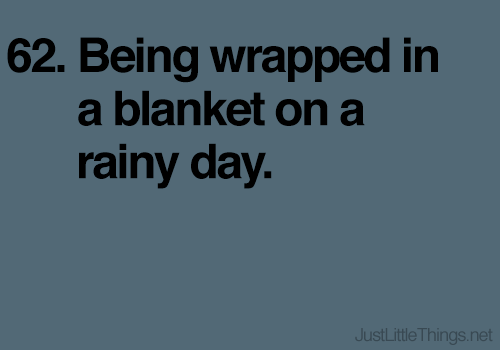 62. Being wrapped in
a blanket on a
rainy day.
JustLittleThings.net